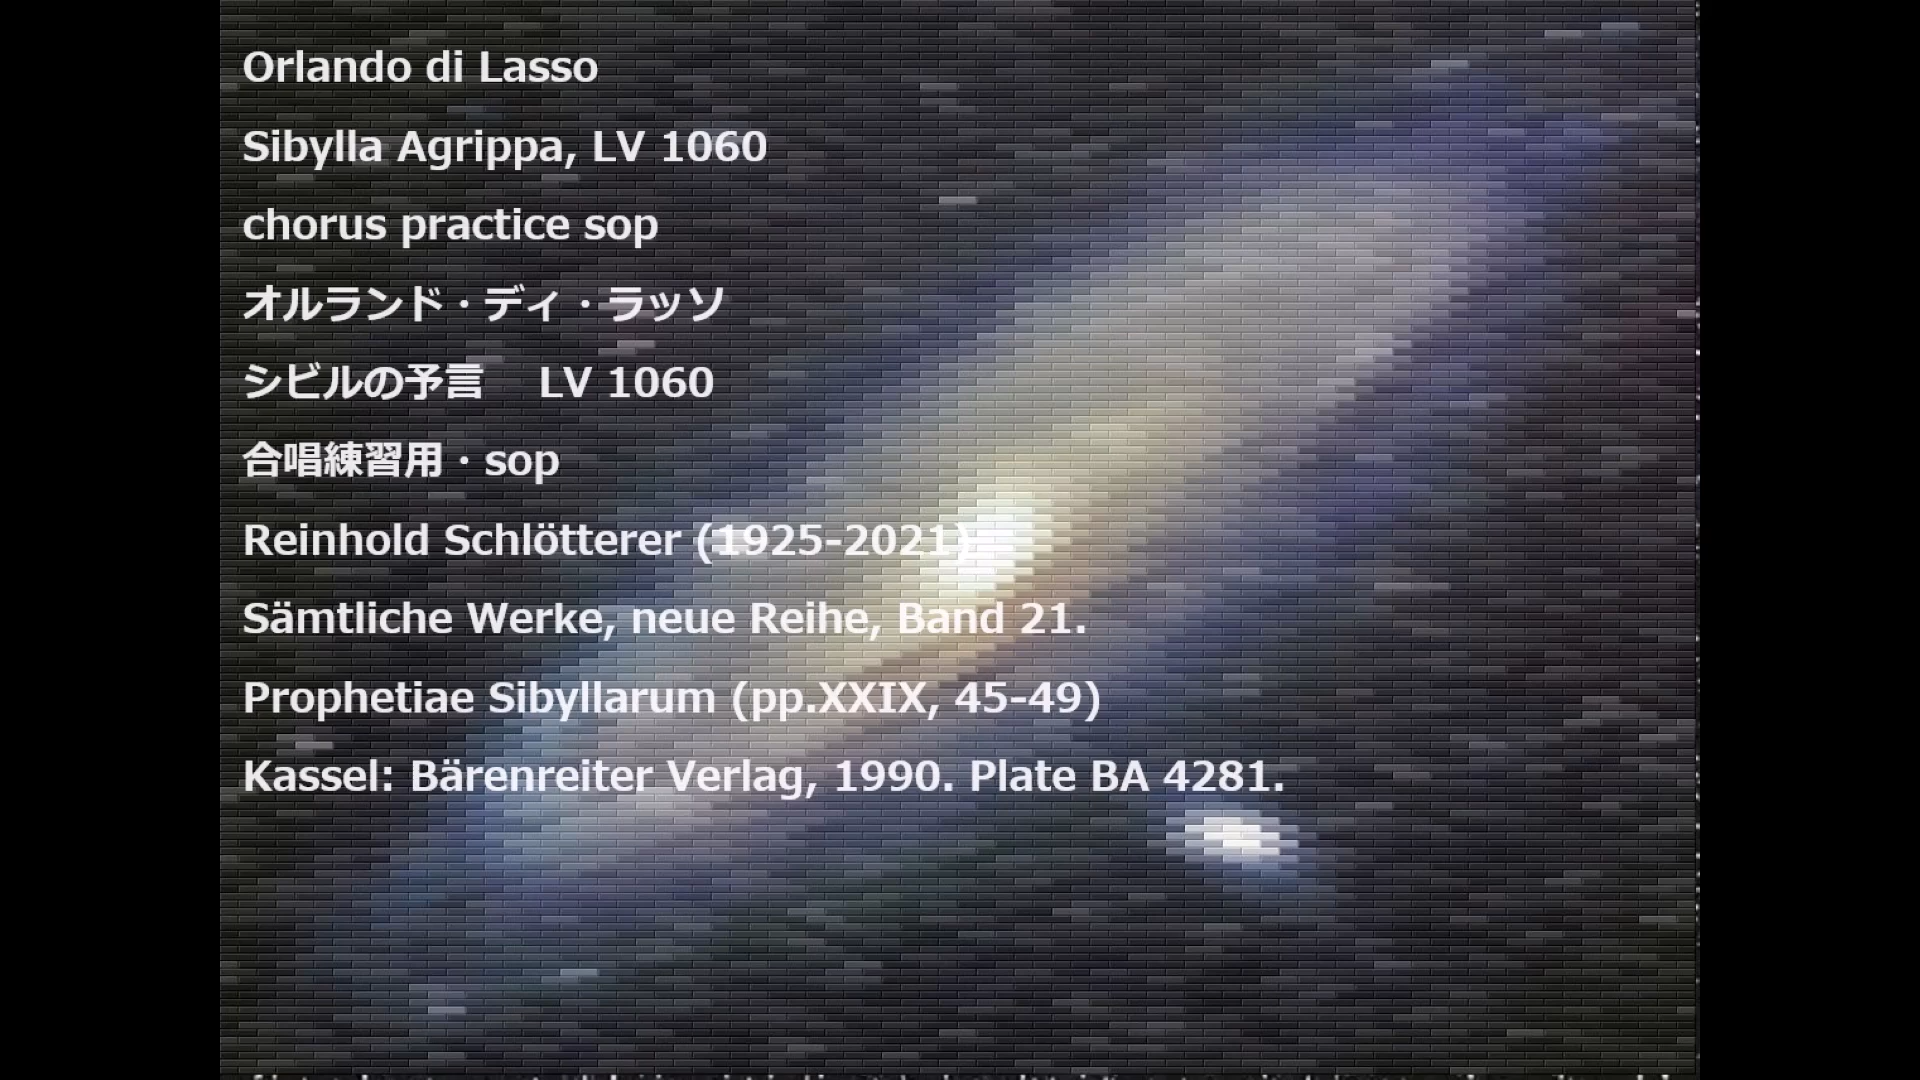 Orlando di Lasso
Sibylla Agrippa, LV 1060
chorus practice sop
オルランド・ディ・ラッソ
シビルの予言　LV 1060
合唱練習用・sop
Reinhold Schlötterer (1925-2021)
Sämtliche Werke, neue Reihe, Band 21.
Prophetiae Sibyllarum (pp.XXIX, 45-49)
Kassel: Bärenreiter Verlag, 1990. Plate BA 4281.